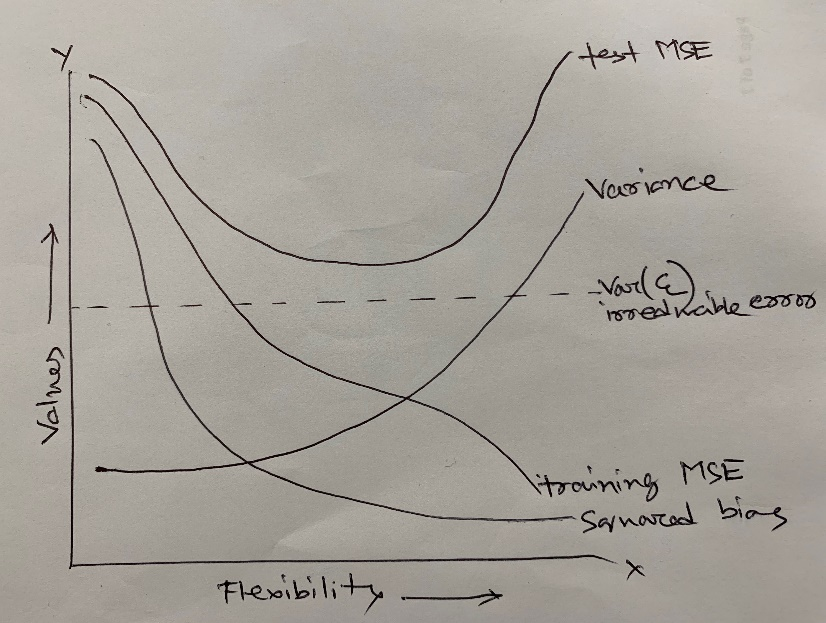 Y
test MSE
Variance
Var(ε)
irreducible error
Values
training MSE
Squared bias
X
Flexibility